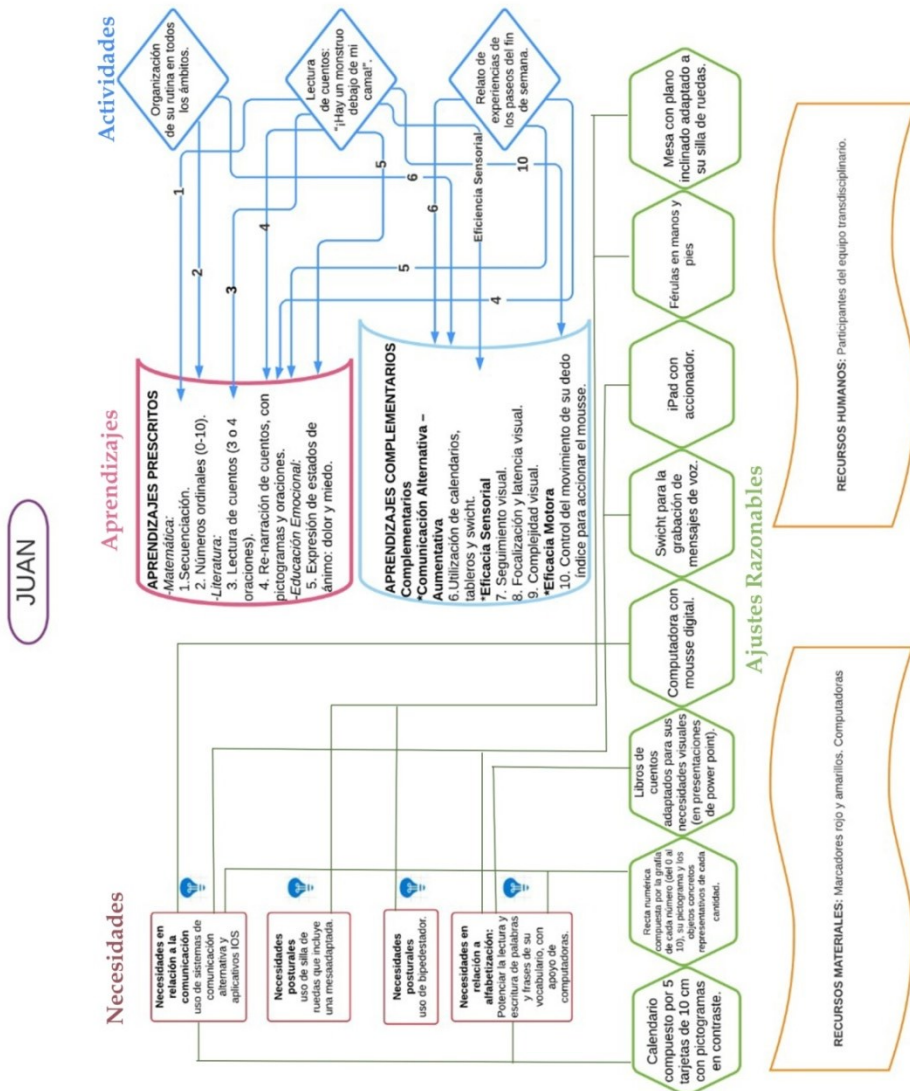 JUAN
Necesidades
Aprendizajes
Actividades
Necesidades en
relación a la
comunicación
uso de sistemas de
comunicación
alternativa y
aplicativos IOS
Necesidades
posturales
uso de silla de
ruedas que incluye
una mesaadaptada.
Necesidades
posturales
uso de bipedestador.
Necesidades en
relación a
alfabetización:
Potenciar la lectura y
escritura de palabras
y frases de su
vocabulario, con
apoyo de
computadoras.
APRENDIZAJES PRESCRITOS
-Matemática:
1.Secuenciación.
2. Números ordinales (0-10).
-Literatura:
3. Lectura de cuentos (3 o 4
oraciones).
4. Re-narración de cuentos, con
pictogramas y oraciones.
-Educación Emocional:
5. Expresión de estados de
ánimo: dolor y miedo.
APRENDIZAJES COMPLEMENTARIOS
Complementarios
*Comunicación Alternativa –
Aumentativa
6.Utilización de calendarios,
tableros y swicht.
*Eficacia Sensorial
7. Seguimiento visual.
8. Focalización y latencia visual.
9. Complejidad visual.
*Eficacia Motora
10. Control del movimiento de su dedo
índice para accionar el mousse.
1
2
3
4
5
6
6
Eficiencia Sensorial
5
10
4
Organización
de su rutina en todos
los ámbitos.
Lectura
de cuentos:
"¡Hay un monstruo
debajo de mi
cama!".
Relato de
experiencias de
los paseos del fin
de semana.
Calendario
compuesto por 5
tarjetas de 10 cm
con pictogramas
en contraste.
Recta numérica
compuesta por la grafía
de cada número (del 0 al
10), su pictograma y los
objetos concretos
representativos de cada
cantidad.
Libros de
cuentos
adaptados para sus
necesidades visuales
(en presentaciones
de power point).
Computadora con
mousse digital.
Swicht para la
grabación de
mensajes de voz.
iPad con
accionador.
Férulas en manos y
pies
Mesa con plano
inclinado adaptado a
su silla de ruedas.
Ajustes Razonables
RECURSOS MATERIALES: Marcadores rojo y amarillos. Computadoras
RECURSOS HUMANOS: Participantes del equipo transdisciplinario.